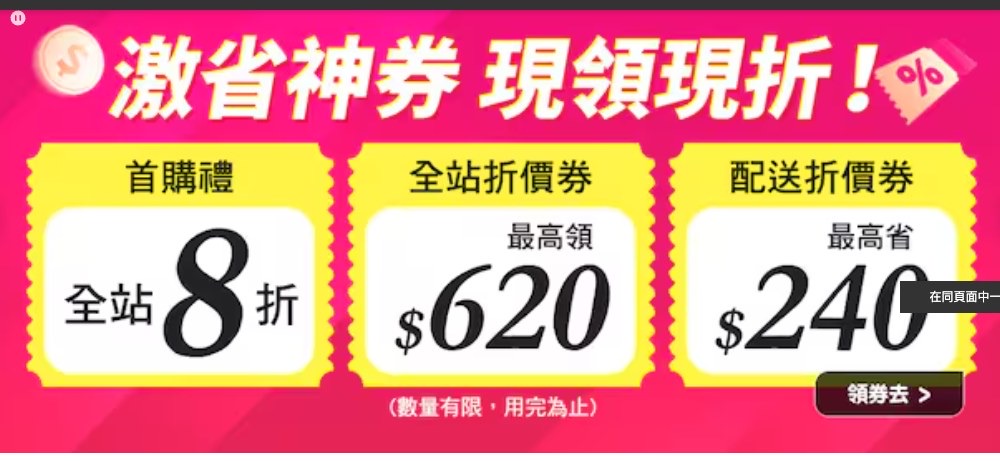 激省神券 現領現折!
%
首購禮
全站8折
全站折價券
最高領
$620
配送折價券
最高省
$240
在同頁面中一
領券去 >
(數量有限,用完為止)